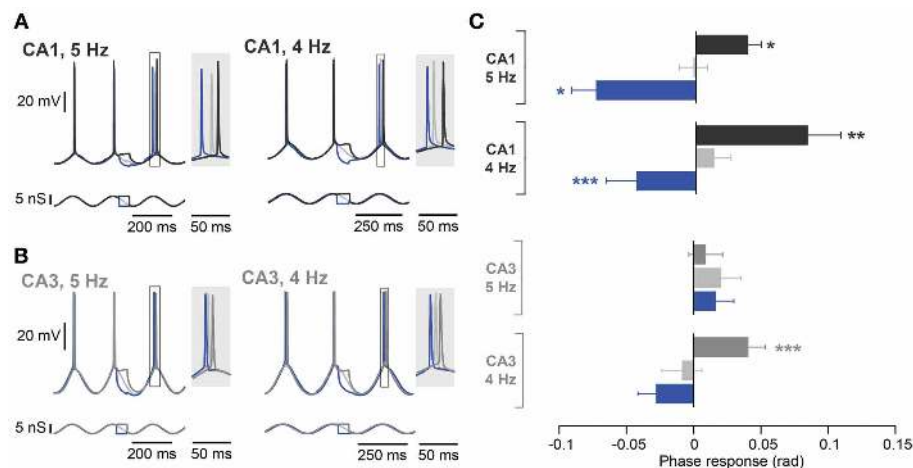 A
CA1, 5 Hz
CA1, 4 Hz
20 mV
5 nS
200 ms
50 ms
250 ms
50 ms
B
CA3, 5 Hz
CA3, 4 Hz
20 mV
5 nS
200 ms
50 ms
250 ms
50 ms
C
CA1
5 Hz
*
*
CA1
4 Hz
**
***
CA3
5 Hz
CA3
4 Hz
***
-0.1
-0.05
0
0.05
0.1
0.15
Phase response (rad)